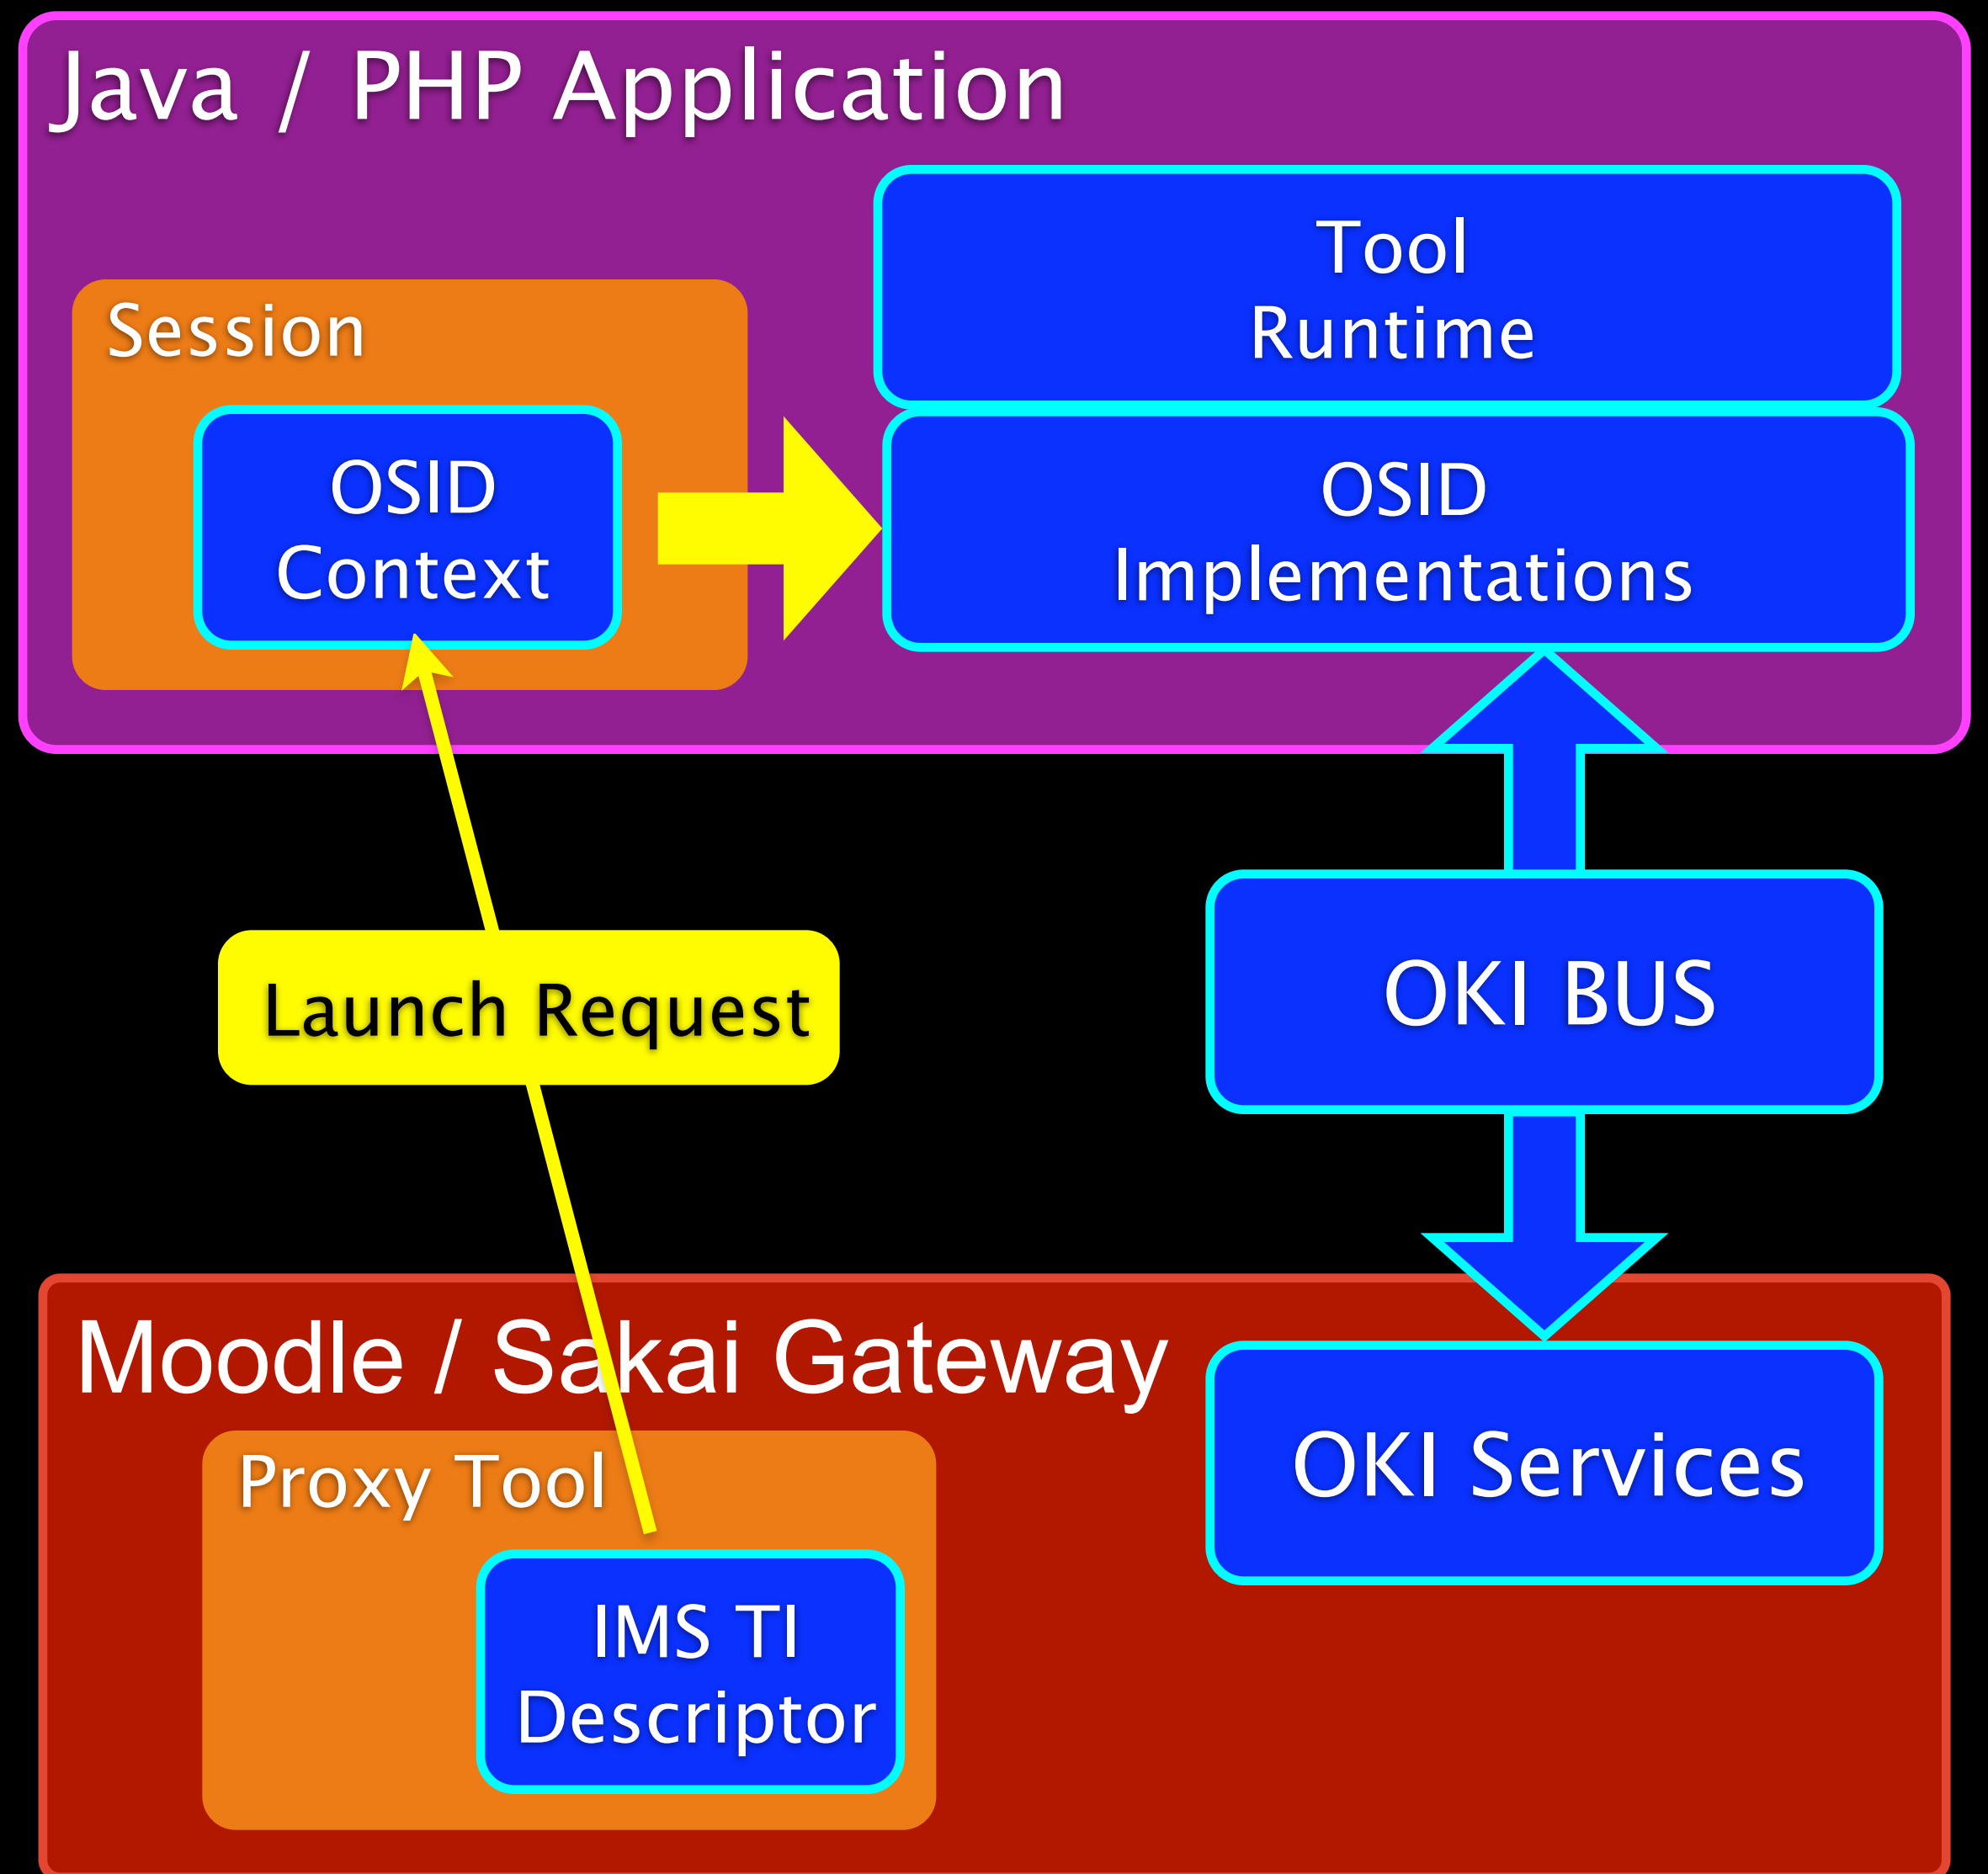 Java / PHP Application
Tool
Runtime
Session
OSID
Context
OSID
Implementations
Launch Request
OKI BUS
Moodle / Sakai Gateway
OKI Services
Proxy Tool
IMS TI
Descriptor